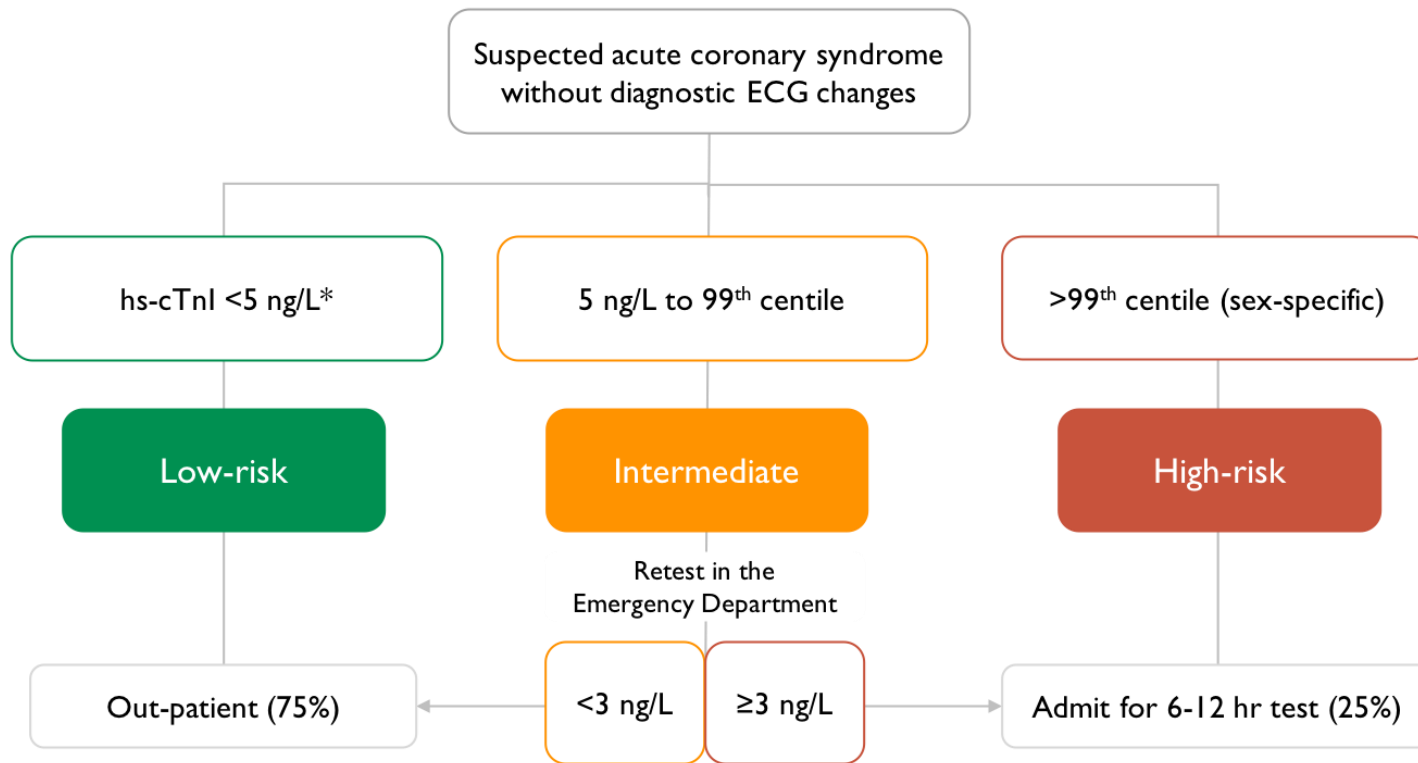 Suspected acute coronary syndrome
without diagnostic ECG changes
hs-cTnI <5 ng/L*
5 ng/L to 99th centile
>99th centile (sex-specific)
Low-risk
Intermediate
High-risk
Retest in the
Emergency Department
Out-patient (75%)
<3 ng/L
≥3 ng/L
Admit for 6-12 hr test (25%)